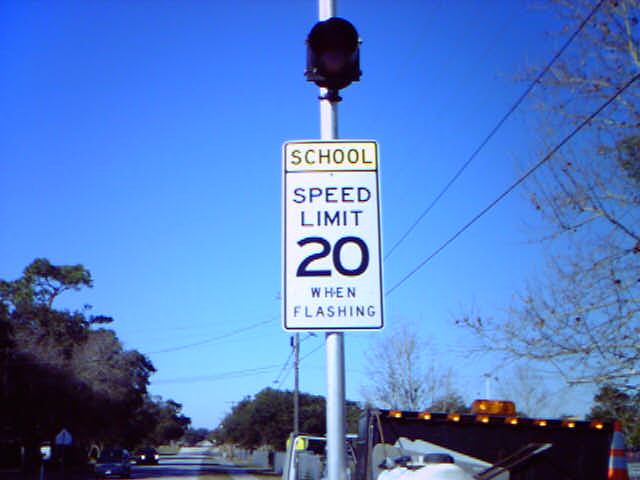 SCHOOL
SPEED
LIMIT
20
WHEN
FLASHING